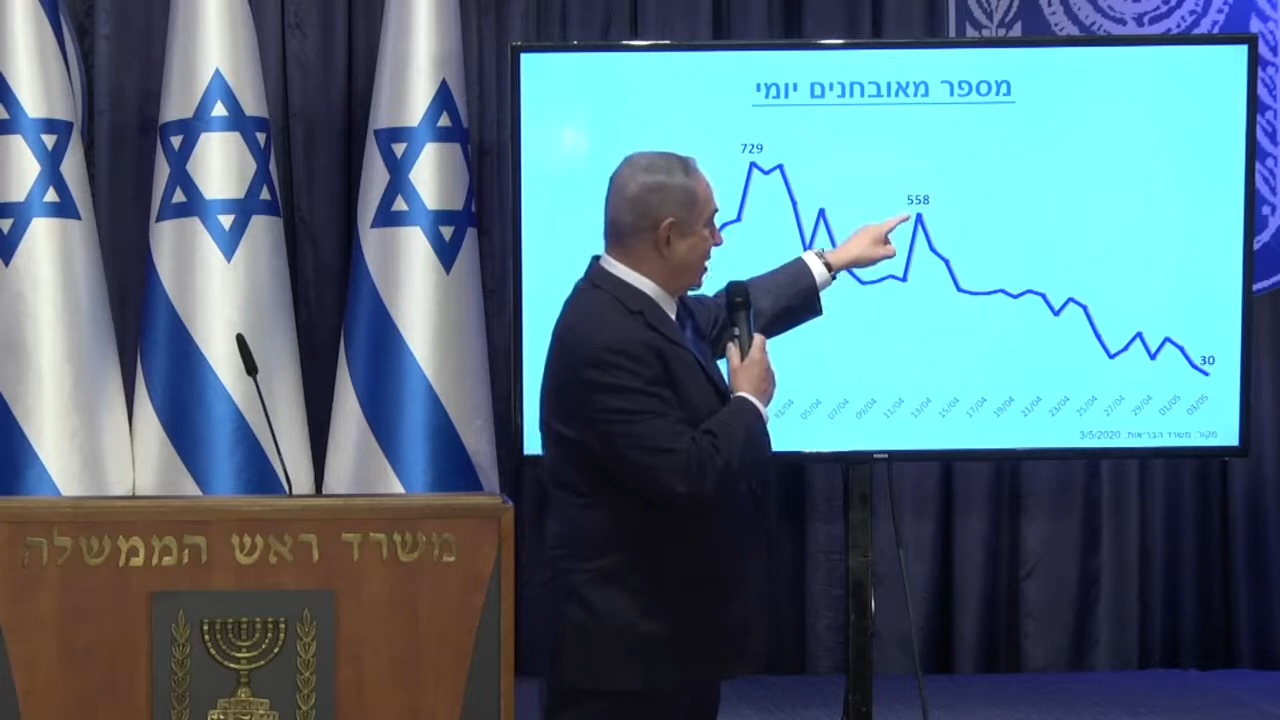 מספר מאובחנים יומי
729
558
30
03/04 05/04 07/04 09/04 11/04 13/04 15/04 17/04 19/04 21/04 23/04 25/04 27/04 29/04 01/05 03/05
מקור: משרד הבריאות: 3/5/2020
משרד ראש הממשלה